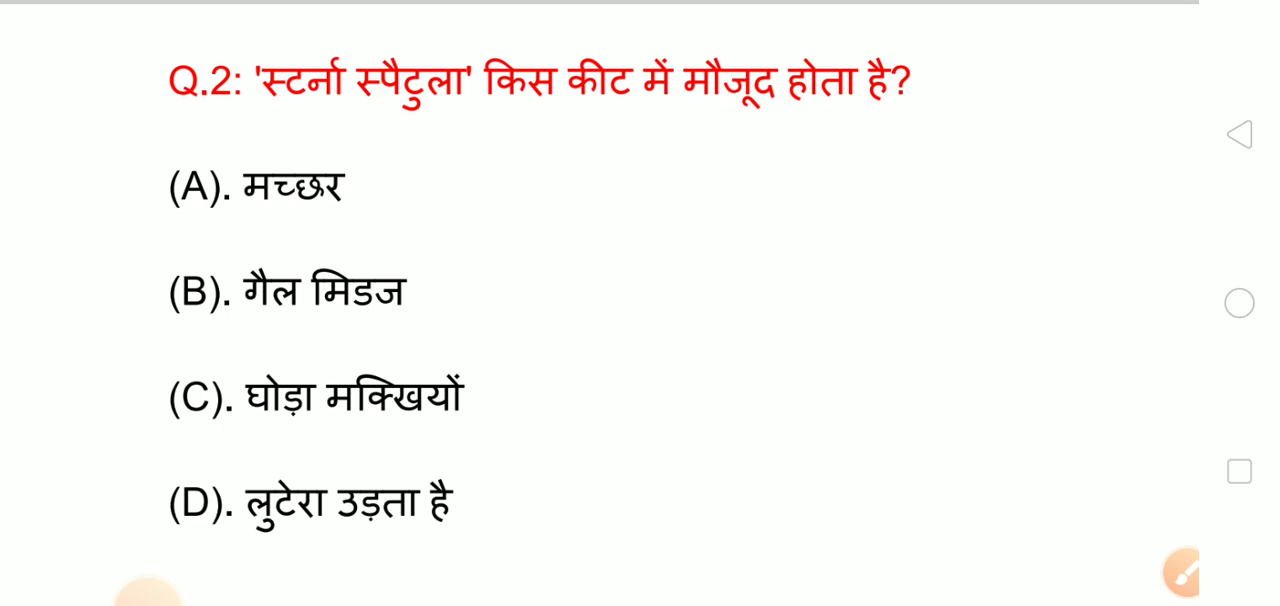 Q.2: 'स्टर्ना स्पैटुला' किस कीट में मौजूद होता है?
(A). मच्छर
(B). गैल मिडज
(C). घोड़ा मक्खियों
(D). लुटेरा उड़ता है